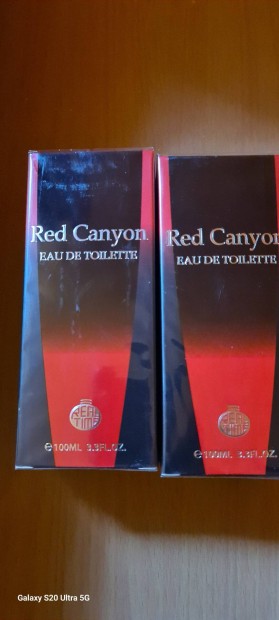 Red Canyon
EAU DE TOILETTE
REAL
TIME
℮100ML 3.3FL.OZ.
Red Canyon
EAU DE TOILETTE
REAL
TIME
℮100ML 3.3FL.OZ.
Galaxy S20 Ultra 5G